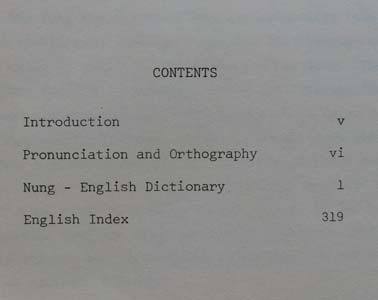 CONTENTS
Introduction v
Pronunciation and Orthography vi
Nung - English Dictionary 1
English Index 319